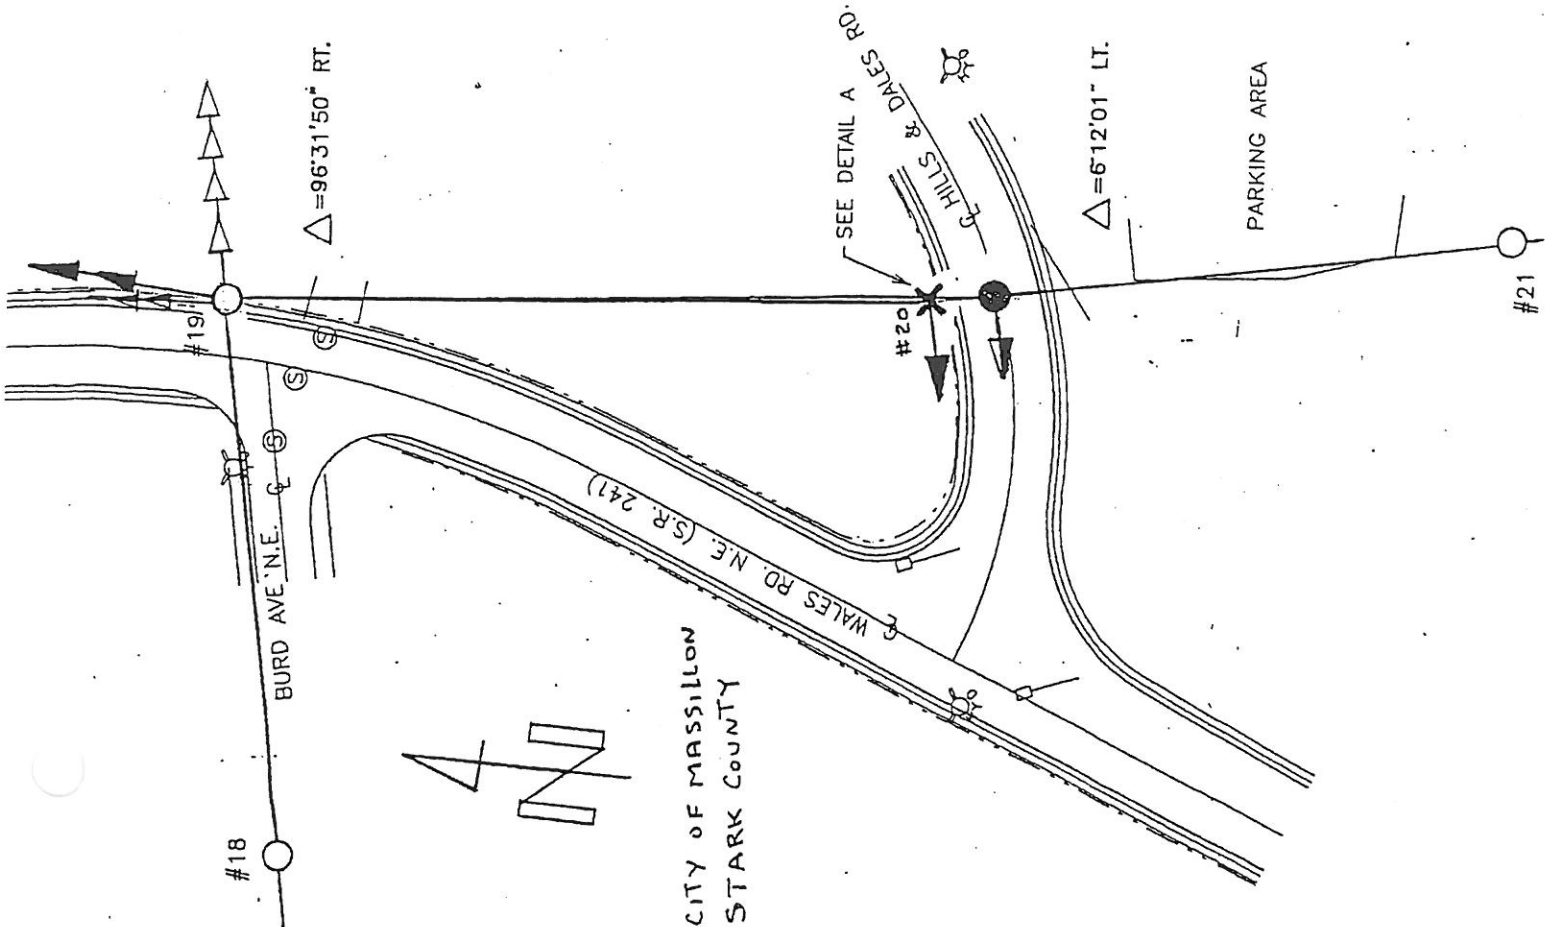 #19
△=96°31'50" RT.
#18
BURD AVE N.E. ℄
Ⓢ
Ⓢ
Ⓢ
N
CITY OF MASSILLON
STARK COUNTY
℄ WALES RD. N.E. (S.R. 241)
#20
SEE DETAIL A
℄ HILLS & DALES RD.
△=6°12'01" LT.
PARKING AREA
#21